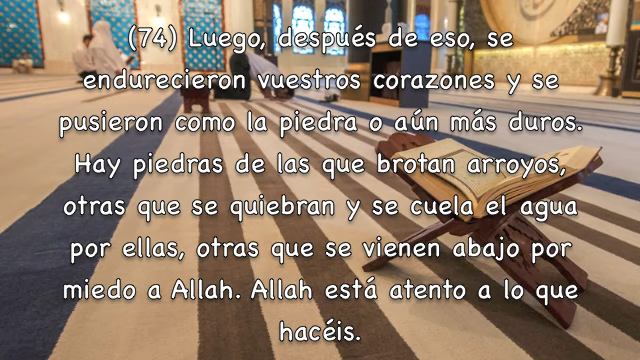 (74) Luego, después de eso, se
endurecieron vuestros corazones y se
pusieron como la piedra o aún más duros.
Hay piedras de las que brotan arroyos,
otras que se quiebran y se cuela el agua
por ellas, otras que se vienen abajo por
miedo a Allah. Allah está atento a lo que
hacéis.